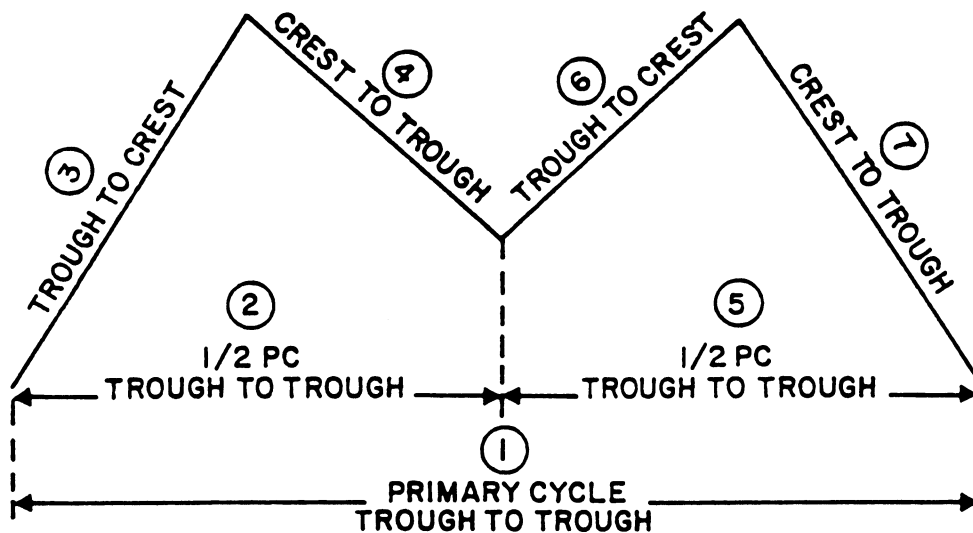 3
TROUGH TO CREST
4
CREST TO TROUGH
6
TROUGH TO CREST
7
CREST TO TROUGH
2
1/2 PC
TROUGH TO TROUGH
5
1/2 PC
TROUGH TO TROUGH
1
PRIMARY CYCLE
TROUGH TO TROUGH